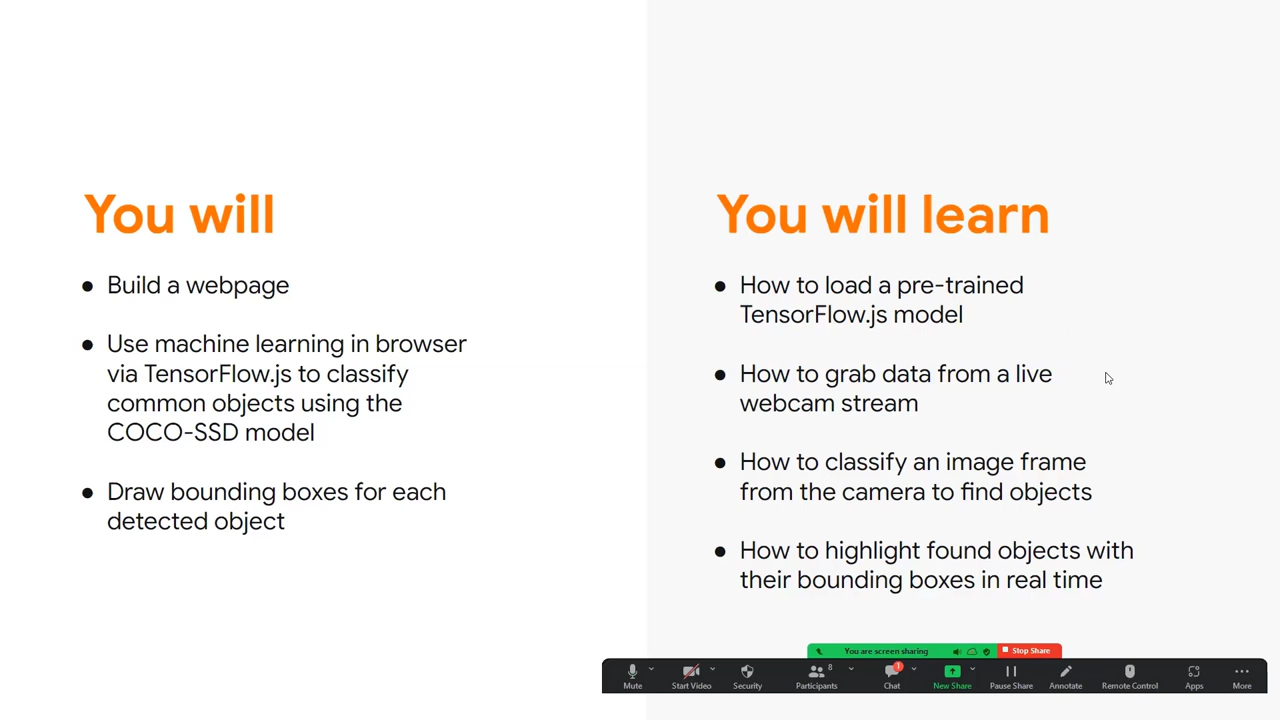 You will
● Build a webpage
● Use machine learning in browser
via TensorFlow.js to classify
common objects using the
COCO-SSD model
● Draw bounding boxes for each
detected object
You will learn
● How to load a pre-trained
TensorFlow.js model
● How to grab data from a live
webcam stream
● How to classify an image frame
from the camera to find objects
● How to highlight found objects with
their bounding boxes in real time
You are screen sharing
Stop Share
Mute
Start Video
Security
Participants 8
Chat 1
New Share
Pause Share
Annotate
Remote Control
Apps
More